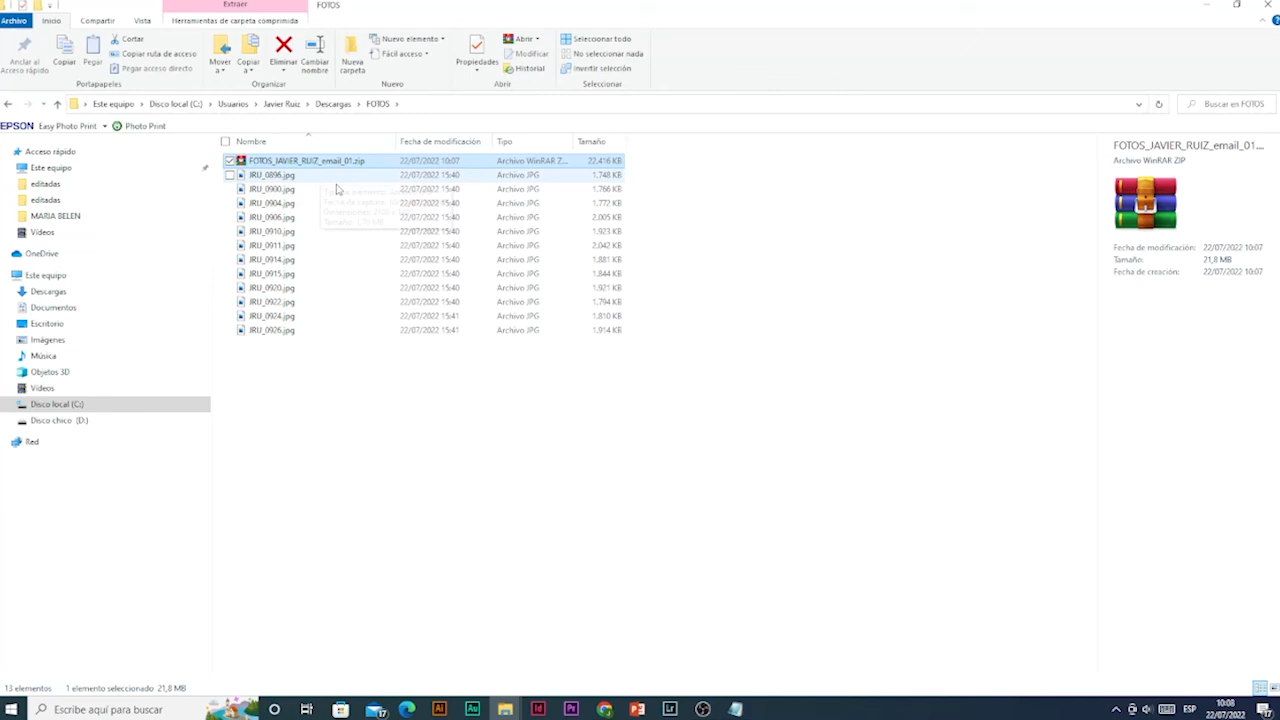 Extraer FOTOS
Archivo Inicio Compartir Vista Herramientas de carpeta comprimida
Anclar al Acceso rápido
Copiar
Pegar
Cortar
Copiar ruta de acceso
Pegar acceso directo
Portapapeles
Mover a
Copiar a
Eliminar
Cambiar nombre
Organizar
Nueva carpeta
Nuevo elemento
Fácil acceso
Nuevo
Propiedades
Abrir
Modificar
Historial
Abrir
Seleccionar todo
No seleccionar nada
Invertir selección
Seleccionar
Este equipo > Disco local (C:) > Usuarios > Javier Ruiz > Descargas > FOTOS >
Buscar en FOTOS
EPSON Easy Photo Print Photo Print
Acceso rápido
Este equipo
editadas
editadas
MARIA BELEN
Vídeos
OneDrive
Este equipo
Descargas
Documentos
Escritorio
Imágenes
Música
Objetos 3D
Vídeos
Disco local (C:)
Disco chico (D:)
Red
Nombre Fecha de modificación Tipo Tamaño
FOTOS_JAVIER_RUIZ_email_01.zip 22/07/2022 10:07 Archivo WinRAR Z... 22.416 KB
JRU_0896.jpg 22/07/2022 15:40 Archivo JPG 1.748 KB
JRU_0900.jpg 22/07/2022 15:40 Archivo JPG 1.766 KB
JRU_0904.jpg 22/07/2022 15:40 Archivo JPG 1.772 KB
JRU_0906.jpg 22/07/2022 15:40 Archivo JPG 2.005 KB
JRU_0910.jpg 22/07/2022 15:40 Archivo JPG 1.923 KB
JRU_0911.jpg 22/07/2022 15:40 Archivo JPG 2.042 KB
JRU_0914.jpg 22/07/2022 15:40 Archivo JPG 1.881 KB
JRU_0915.jpg 22/07/2022 15:40 Archivo JPG 1.844 KB
JRU_0920.jpg 22/07/2022 15:40 Archivo JPG 1.921 KB
JRU_0922.jpg 22/07/2022 15:40 Archivo JPG 1.794 KB
JRU_0924.jpg 22/07/2022 15:41 Archivo JPG 1.810 KB
JRU_0926.jpg 22/07/2022 15:41 Archivo JPG 1.914 KB
FOTOS_JAVIER_RUIZ_email_01....
Archivo WinRAR ZIP
Fecha de modificación: 22/07/2022 10:07
Tamaño: 21,8 MB
Fecha de creación: 22/07/2022 10:07
13 elementos 1 elemento seleccionado 21,8 MB
Escribe aquí para buscar
17
Ai
Au
Id
Pr
Lr
ESP
10:08
22/07/2022